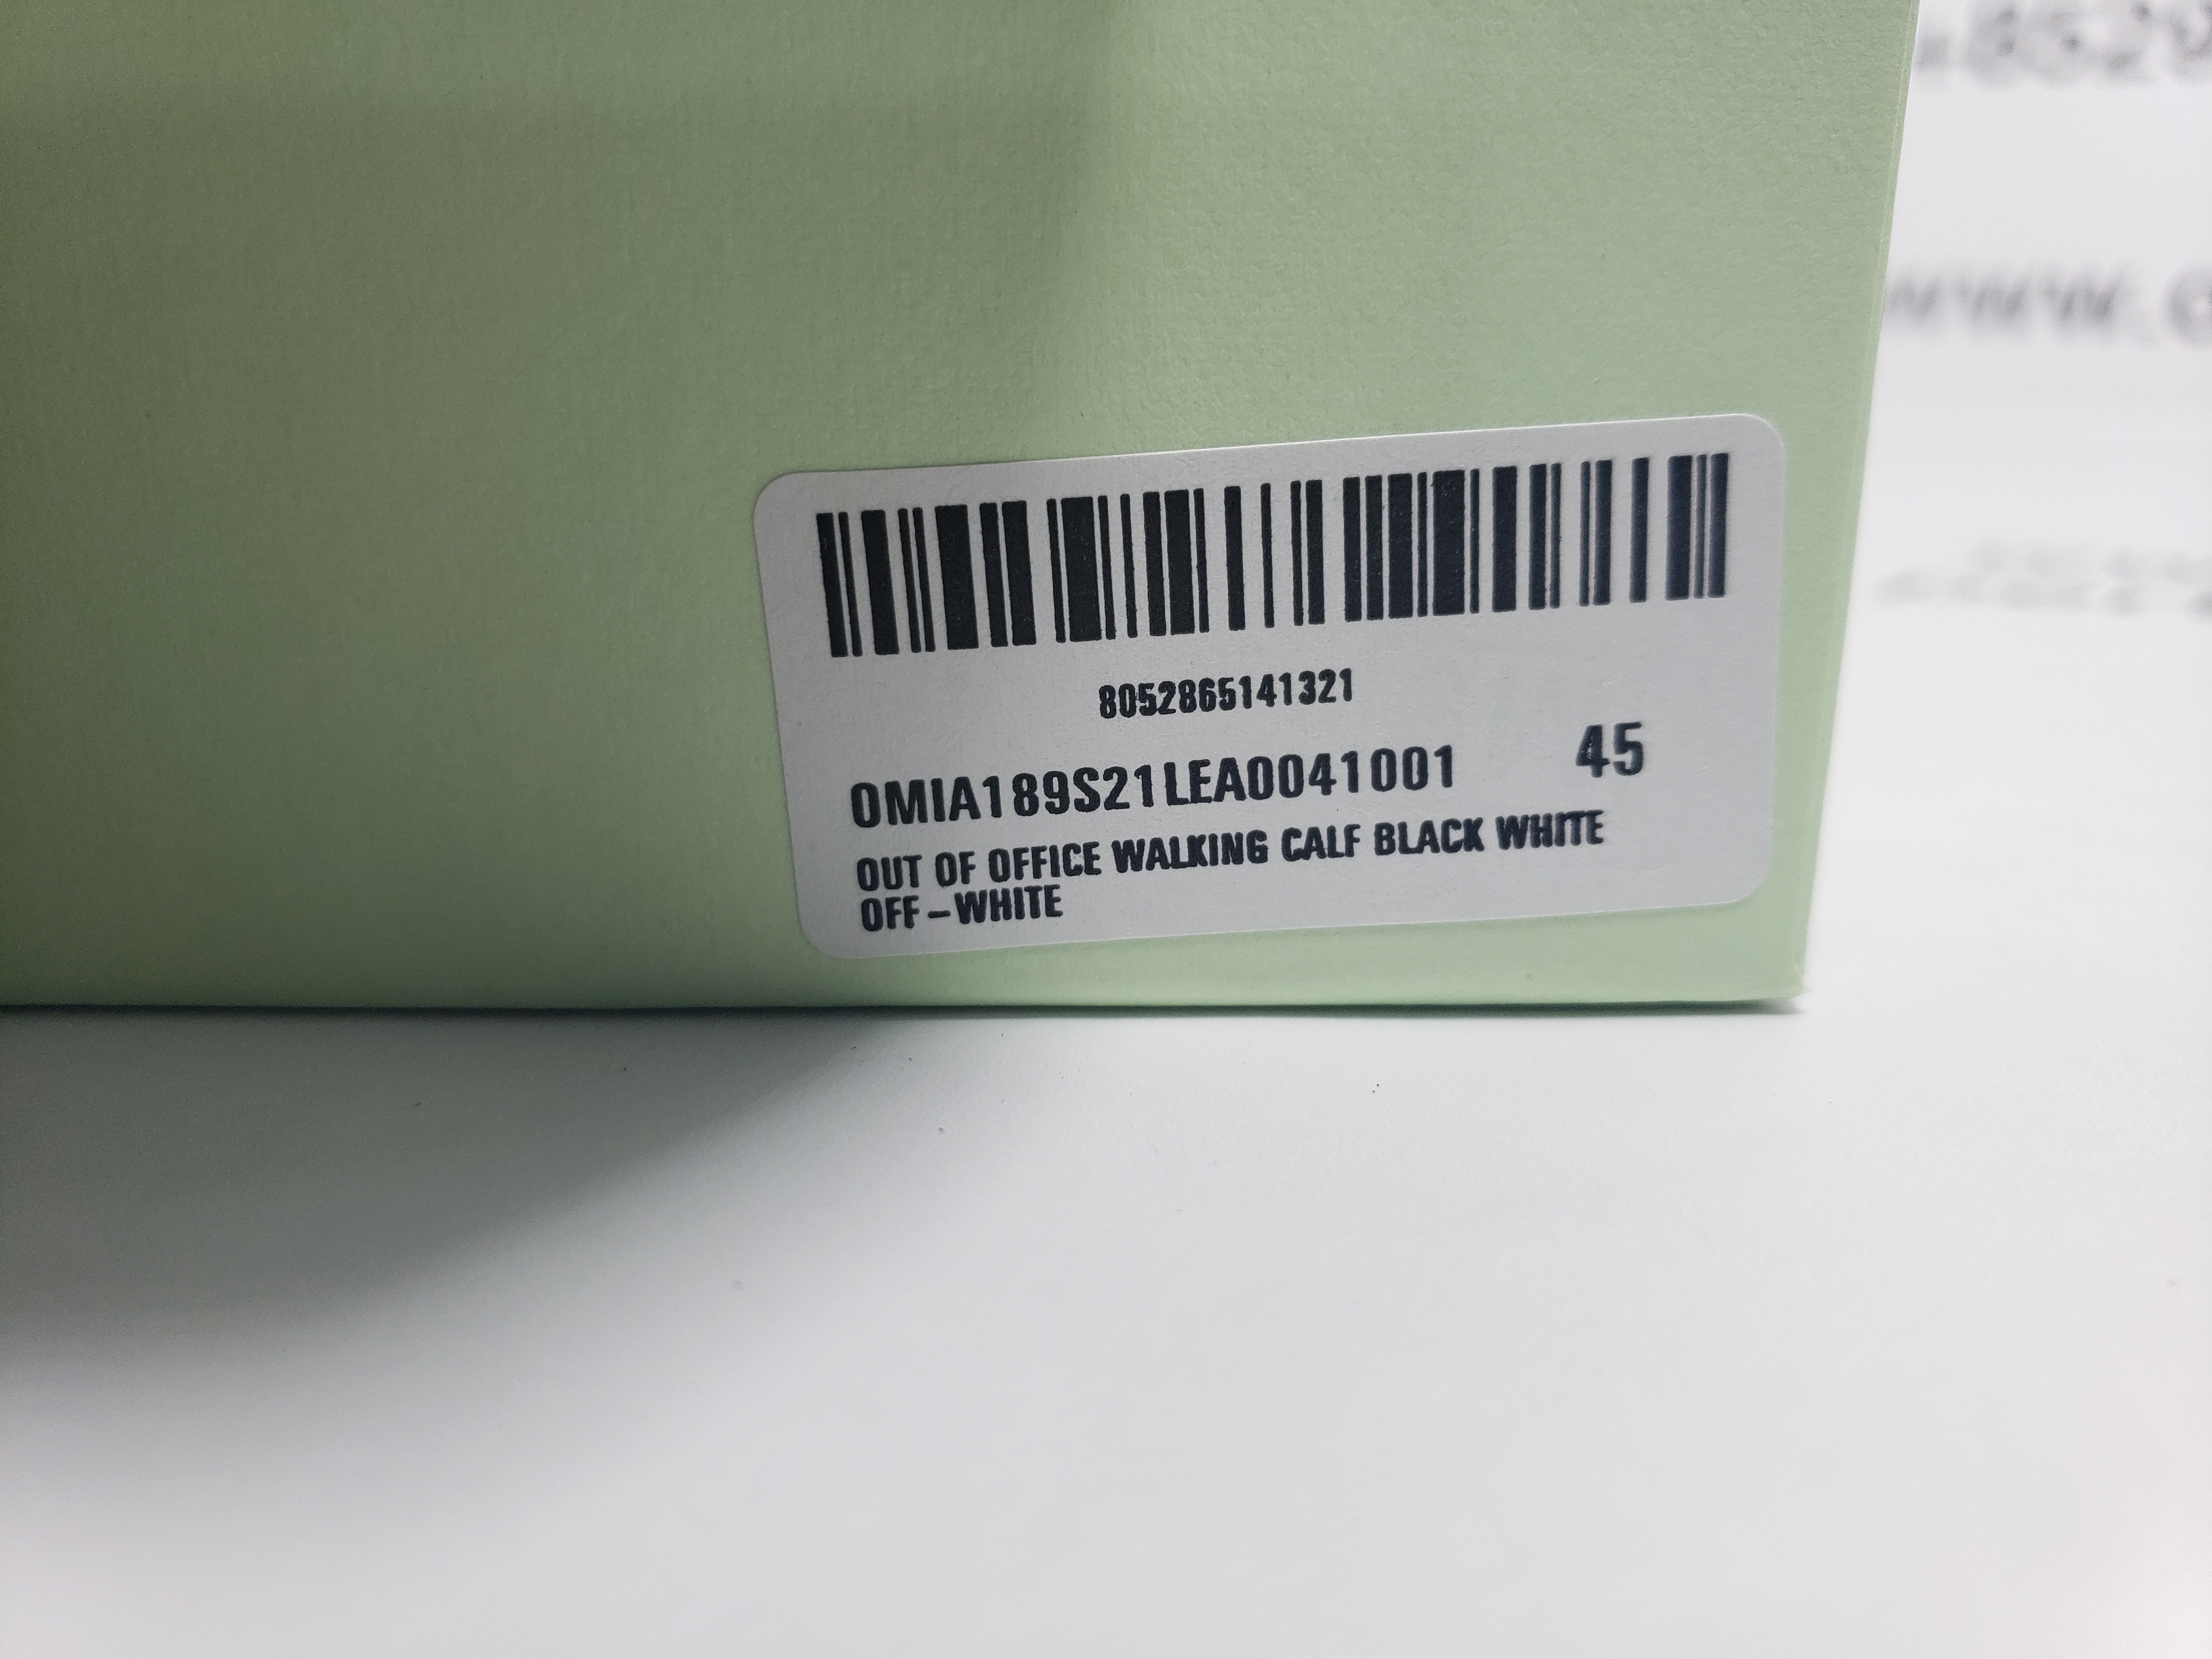 8052865141321
OMIA189S21LEA0041001 45
OUT OF OFFICE WALKING CALF BLACK WHITE
OFF-WHITE